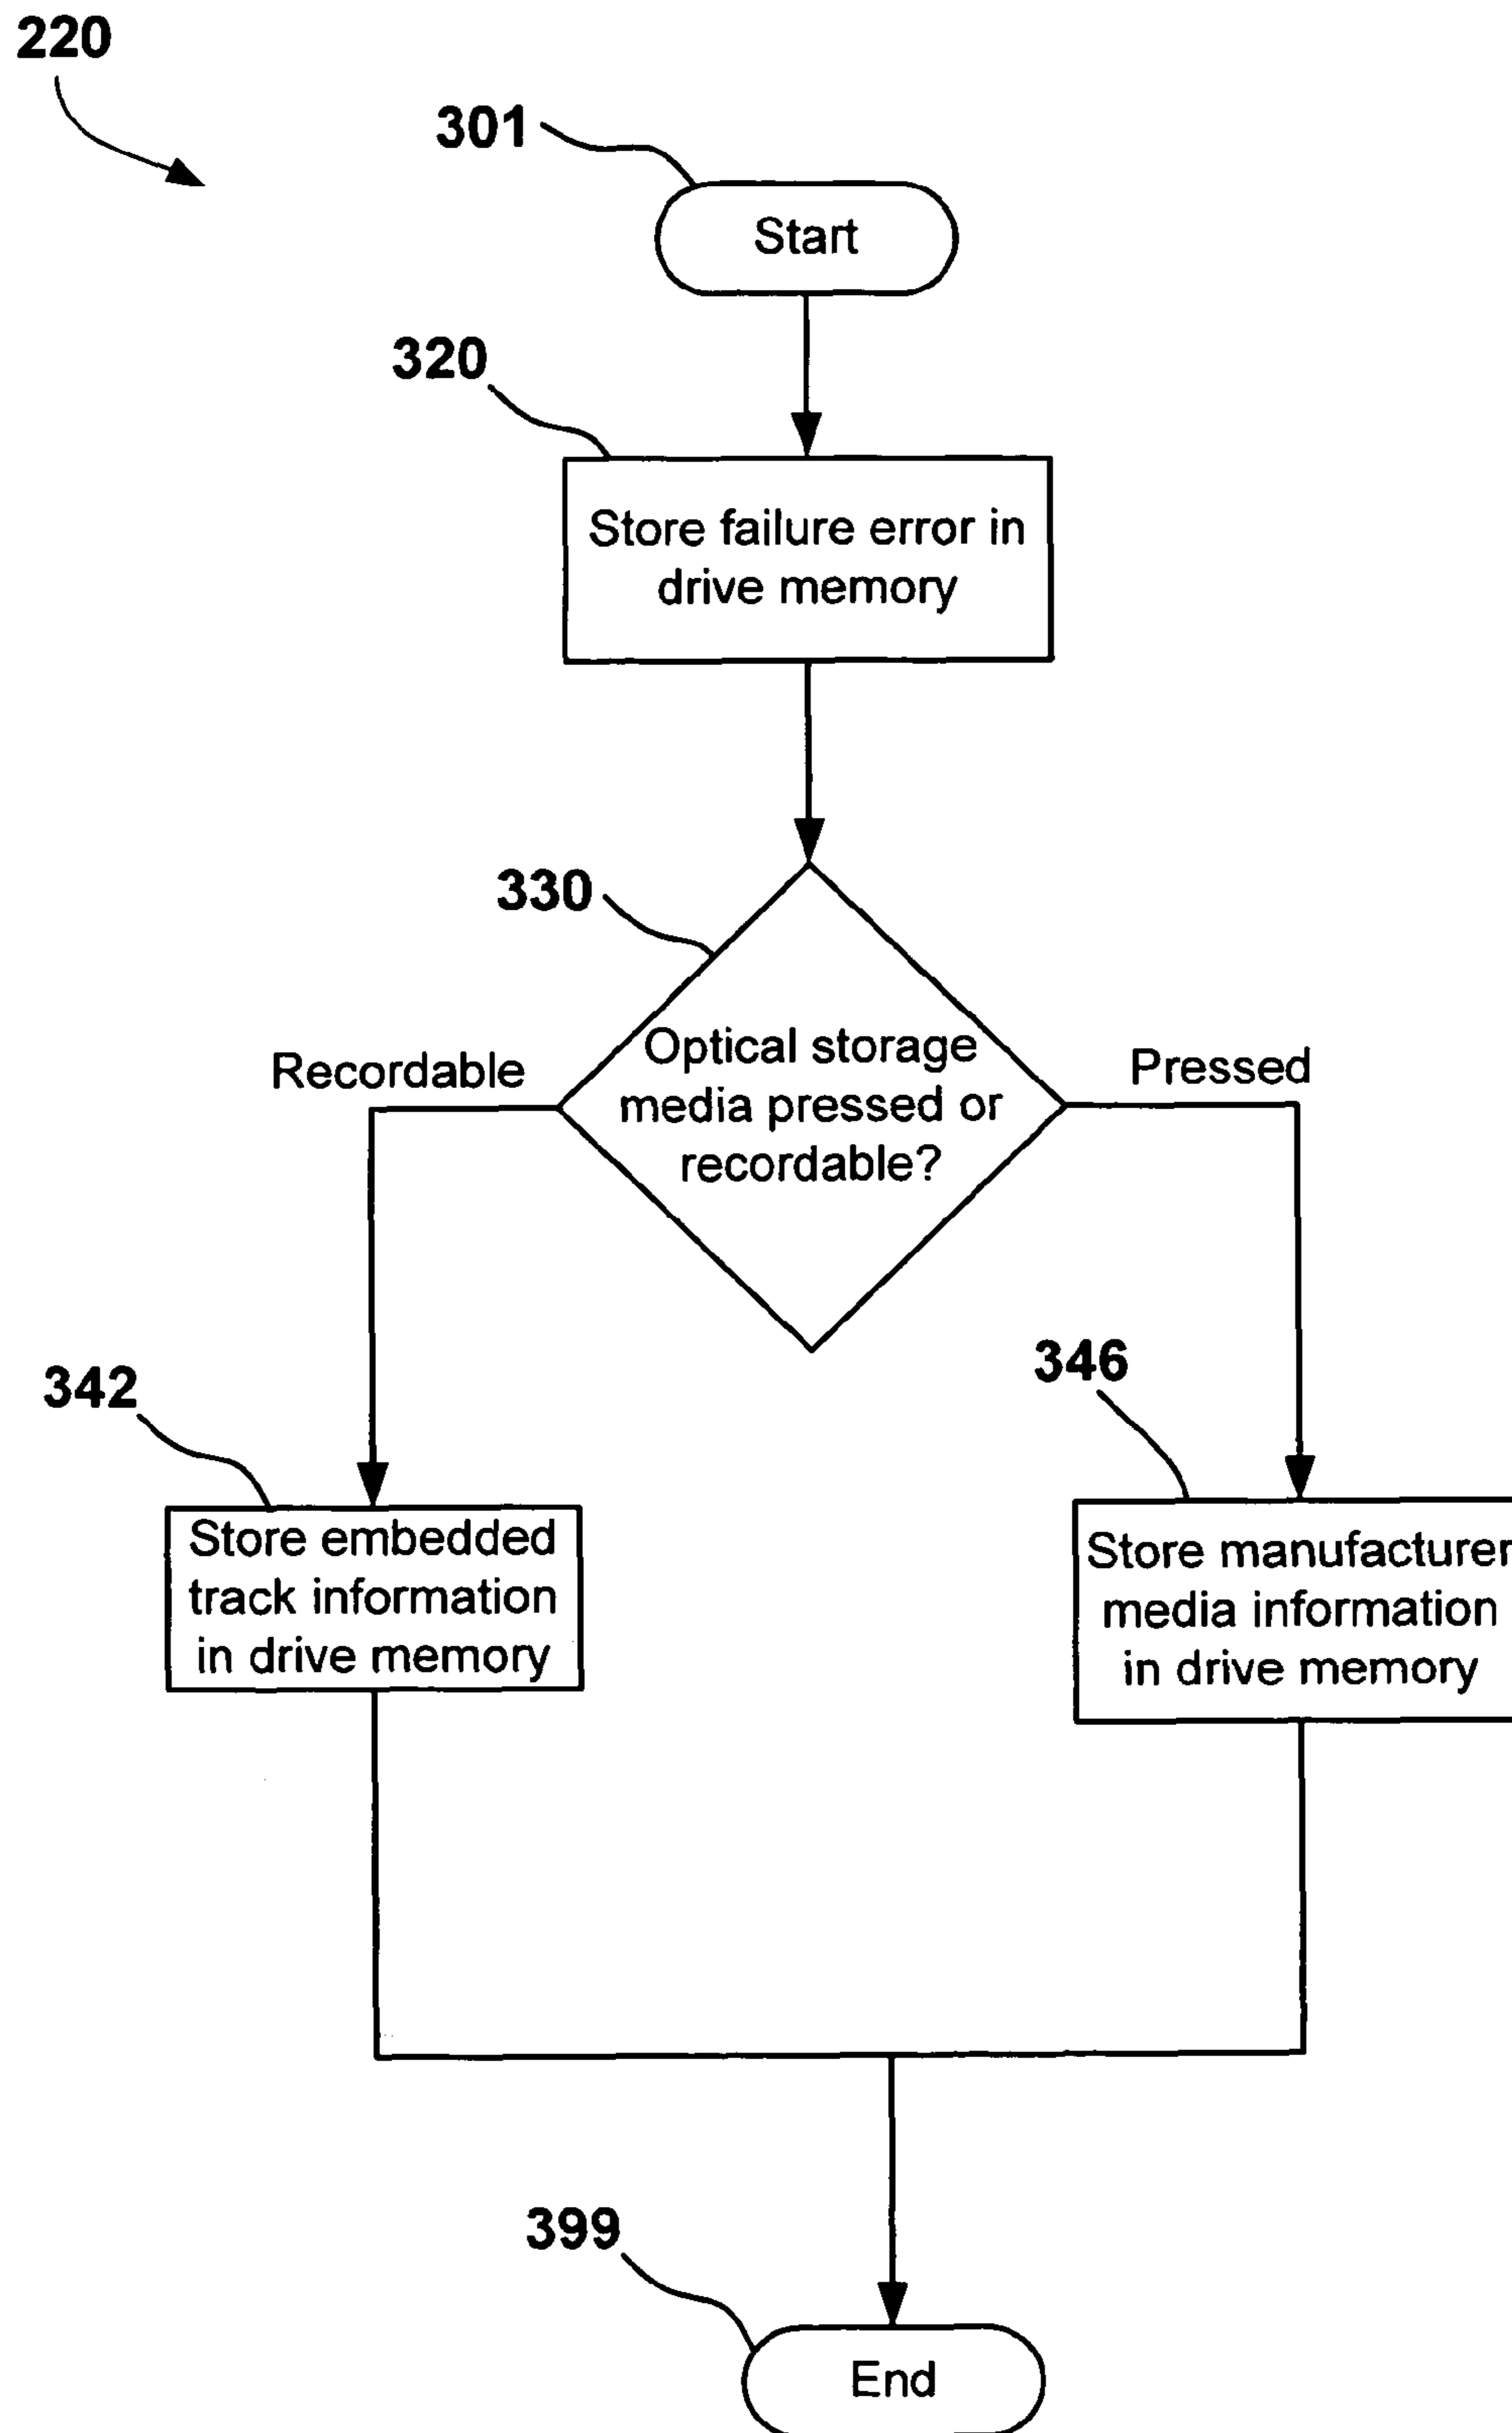 220
301
Start
320
Store failure error in
drive memory
330
Optical storage
media pressed or
recordable?
Recordable
Pressed
342
346
Store embedded
track information
in drive memory
Store manufacturer
media information
in drive memory
399
End